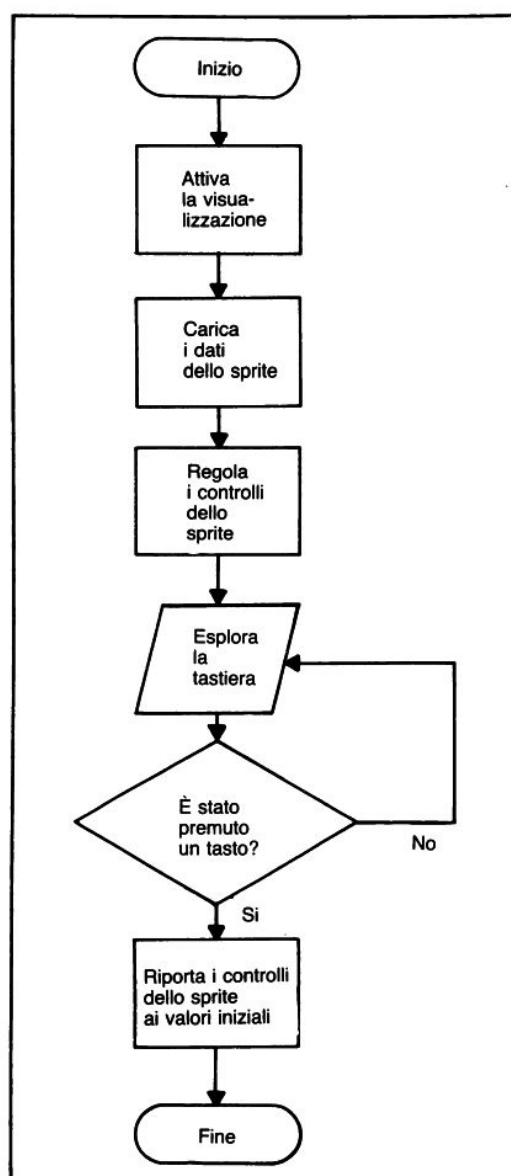 Inizio
Attiva
la visua-
lizzazione
Carica
i dati
dello sprite
Regola
i controlli
dello
sprite
Esplora
la
tastiera
È stato
premuto
un tasto?
No
Si
Riporta i controlli
dello sprite
ai valori iniziali
Fine